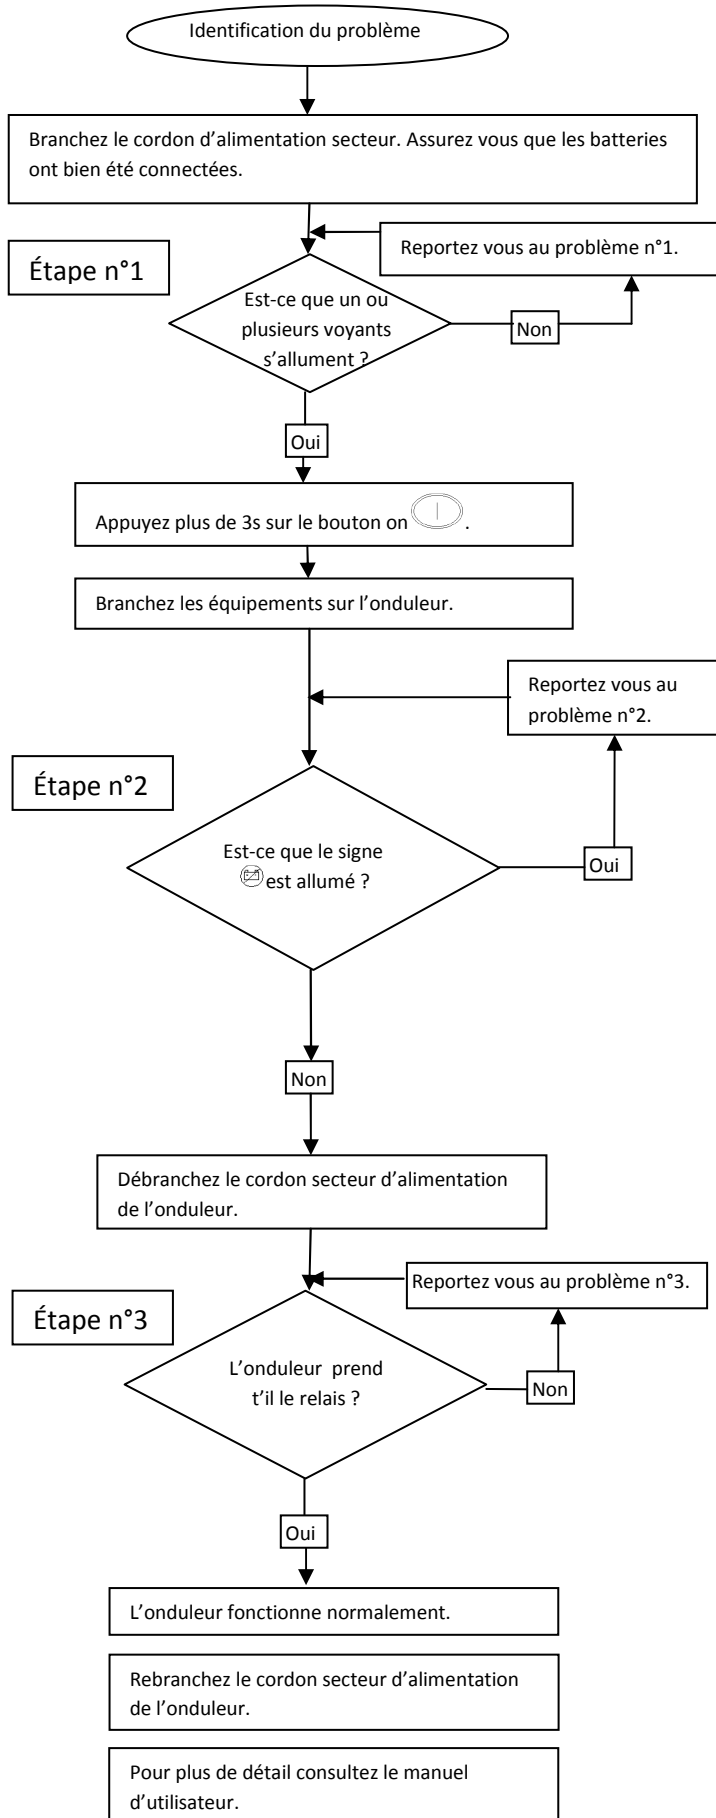 Identification du problème
Branchez le cordon d’alimentation secteur. Assurez vous que les batteries
ont bien été connectées.
Reportez vous au problème n°1.
Étape n°1
Est-ce que un ou
plusieurs voyants
s’allument ?
Non
Oui
Appuyez plus de 3s sur le bouton on .
Branchez les équipements sur l’onduleur.
Reportez vous au
problème n°2.
Étape n°2
Est-ce que le signe
est allumé ?
Oui
Non
Débranchez le cordon secteur d’alimentation
de l’onduleur.
Reportez vous au problème n°3.
Étape n°3
L’onduleur prend
t’il le relais ?
Non
Oui
L’onduleur fonctionne normalement.
Rebranchez le cordon secteur d’alimentation
de l’onduleur.
Pour plus de détail consultez le manuel
d’utilisateur.